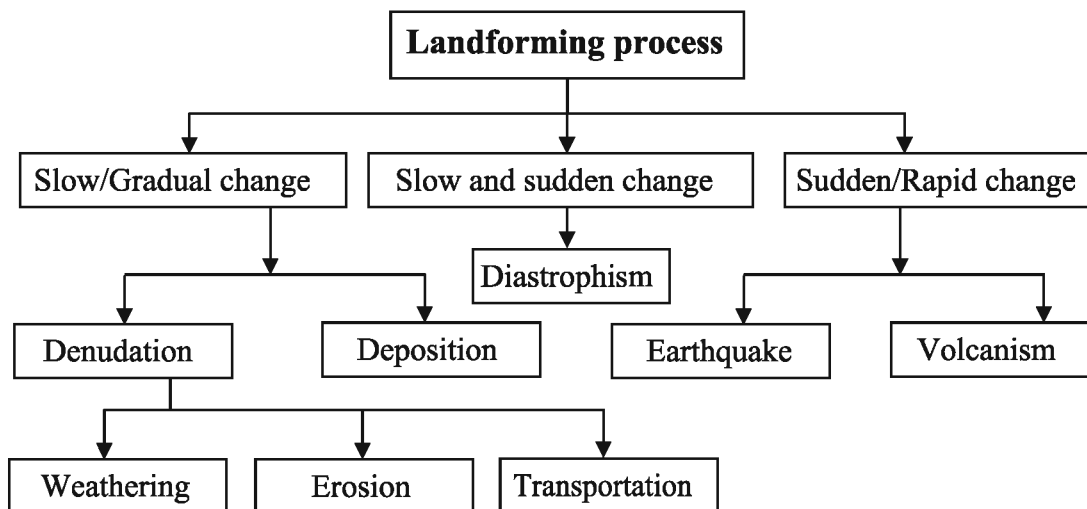 Landforming process
Slow/Gradual change
Slow and sudden change
Sudden/Rapid change
Diastrophism
Denudation
Deposition
Earthquake
Volcanism
Weathering
Erosion
Transportation